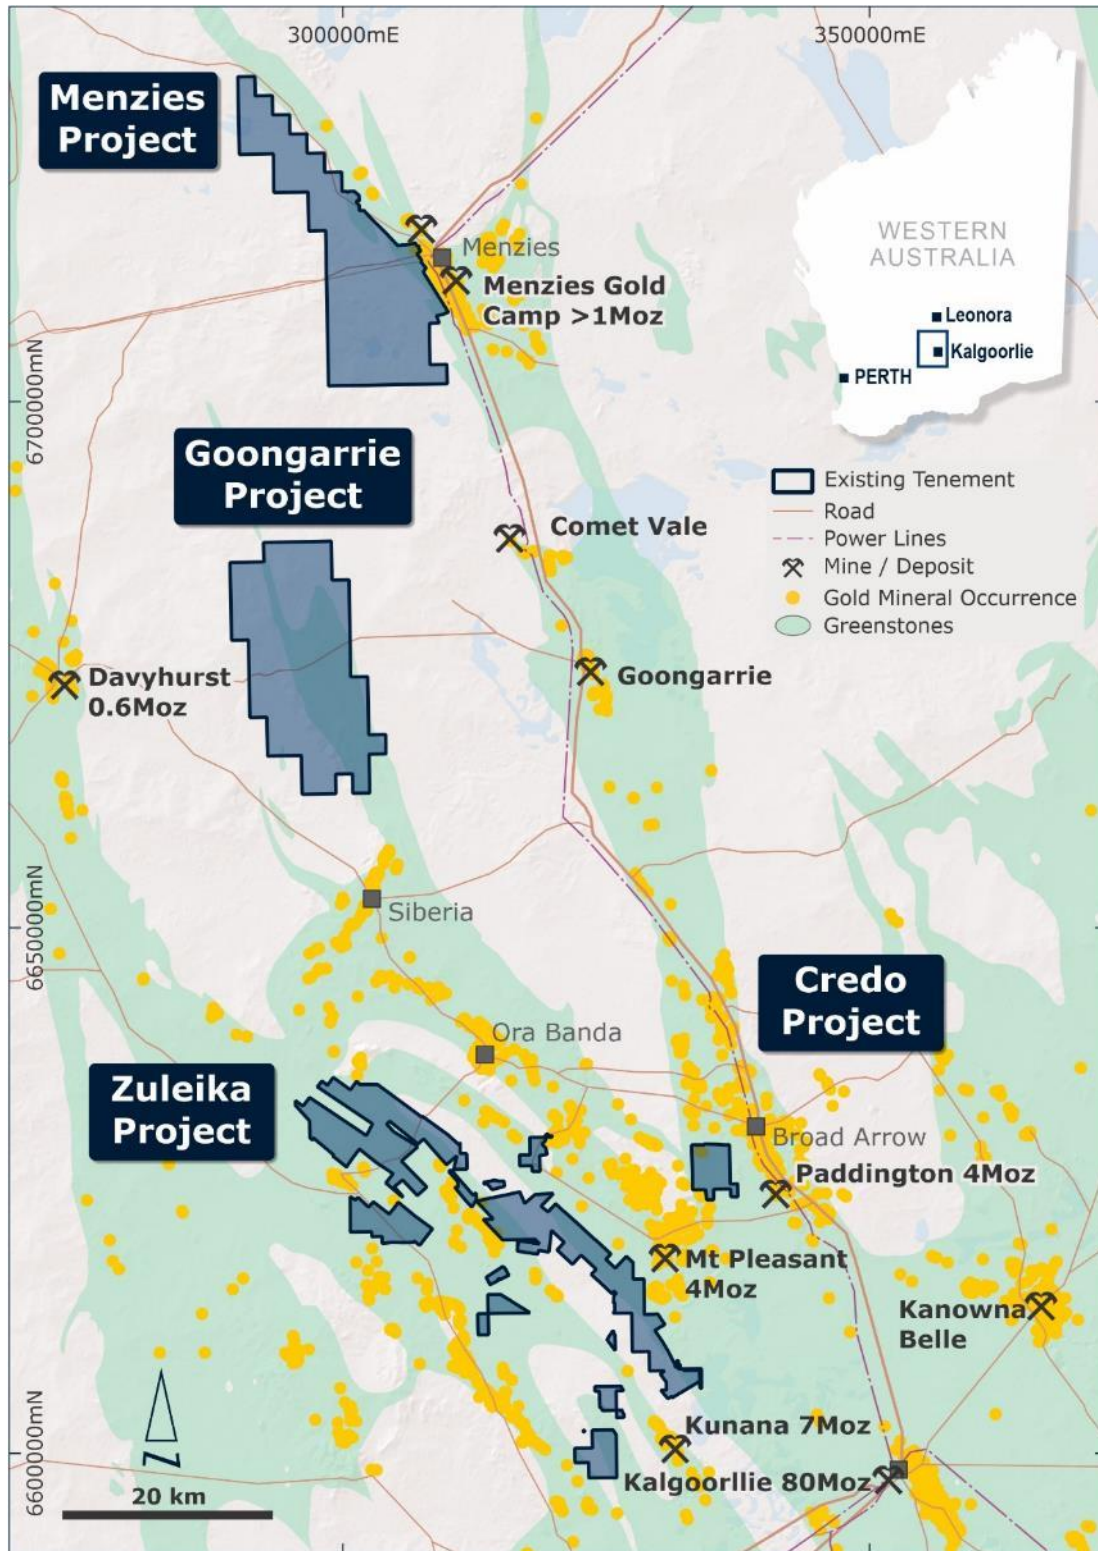 300000mE
350000mE
Menzies
Project
WESTERN
AUSTRALIA
Leonora
Kalgoorlie
PERTH
Menzies
Menzies Gold
Camp >1Moz
6700000mN
Goongarrie
Project
Existing Tenement
Road
Power Lines
Mine / Deposit
Gold Mineral Occurrence
Greenstones
Comet Vale
Davyhurst
0.6Moz
Goongarrie
Siberia
6650000mN
Credo
Project
Ora Banda
Zuleika
Project
Broad Arrow
Paddington 4Moz
Mt Pleasant
4Moz
Kanowna
Belle
Kunana 7Moz
Kalgoorllie 80Moz
6600000mN
N
20 km